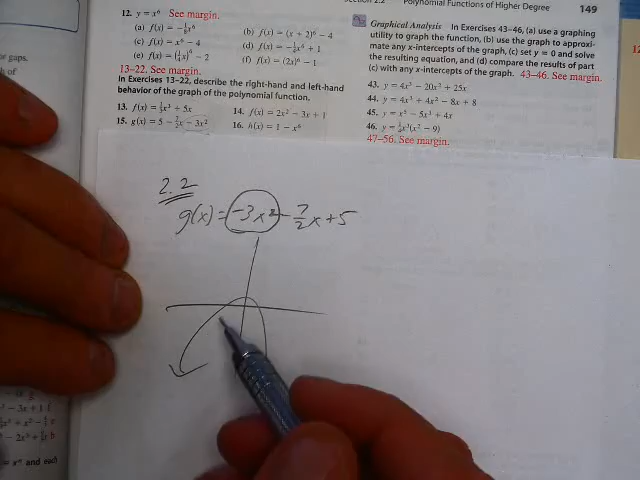 Polynomial Functions of Higher Degree 149
12. y = x⁶ See margin.
(a) f(x) = -⅛x⁶ (b) f(x) = (x + 2)⁶ - 4
(c) f(x) = x⁶ - 4 (d) f(x) = -¼x⁶ + 1
(e) f(x) = (¼x)⁶ - 2 (f) f(x) = (2x)⁶ - 1
13–22. See margin.
In Exercises 13–22, describe the right-hand and left-hand
behavior of the graph of the polynomial function.
13. f(x) = ⅓x³ + 5x 14. f(x) = 2x² - 3x + 1
15. g(x) = 5 - 7/2x - 3x² 16. h(x) = 1 - x⁶
Graphical Analysis In Exercises 43–46, (a) use a graphing
utility to graph the function, (b) use the graph to approxi-
mate any x-intercepts of the graph, (c) set y = 0 and solve
the resulting equation, and (d) compare the results of part
(c) with any x-intercepts of the graph. 43–46. See margin.
43. y = 4x³ - 20x² + 25x
44. y = 4x³ + 4x² - 8x + 8
45. y = x⁵ - 5x³ + 4x
46. y = ¼x³(x² - 9)
47–56. See margin.
2.2
g(x) = -3x² - 7/2x + 5
or gaps.
and each